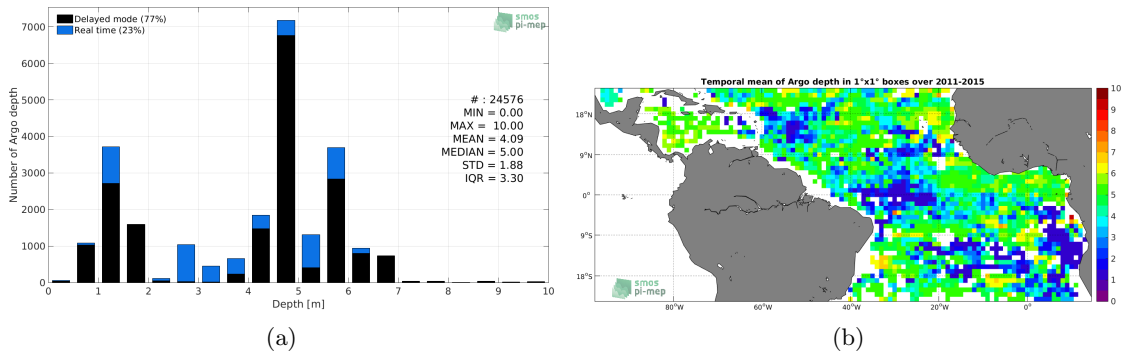 Delayed mode (77%)
Real time (23%)
smos
pi-mep
Number of Argo depth
7000
6000
5000
4000
3000
2000
1000
0
# : 24576
MIN = 0.00
MAX = 10.00
MEAN = 4.09
MEDIAN = 5.00
STD = 1.88
IQR = 3.30
0 1 2 3 4 5 6 7 8 9 10
Depth [m]
(a)
Temporal mean of Argo depth in 1°x1° boxes over 2011-2015
18°N
9°N
0°
9°S
18°S
smos
pi-mep
80°W 60°W 40°W 20°W 0°
10
9
8
7
6
5
4
3
2
1
0
(b)